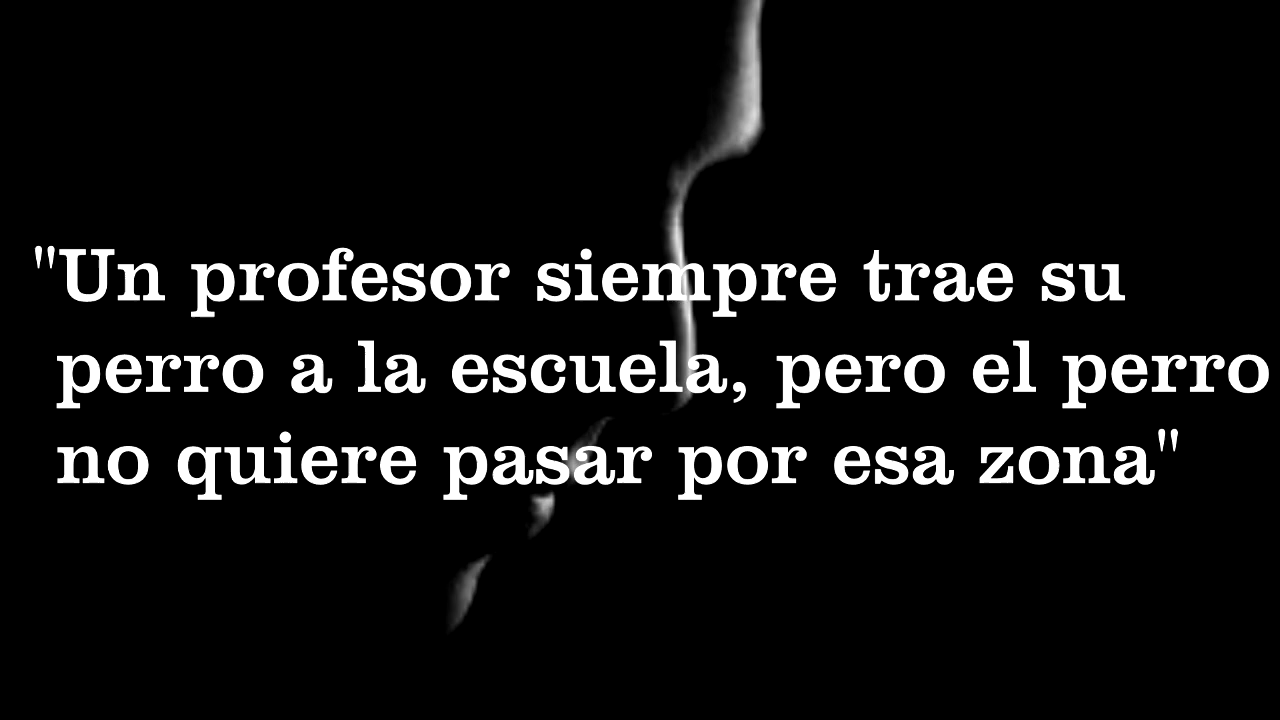 "Un profesor siempre trae su
perro a la escuela, pero el perro
no quiere pasar por esa zona"